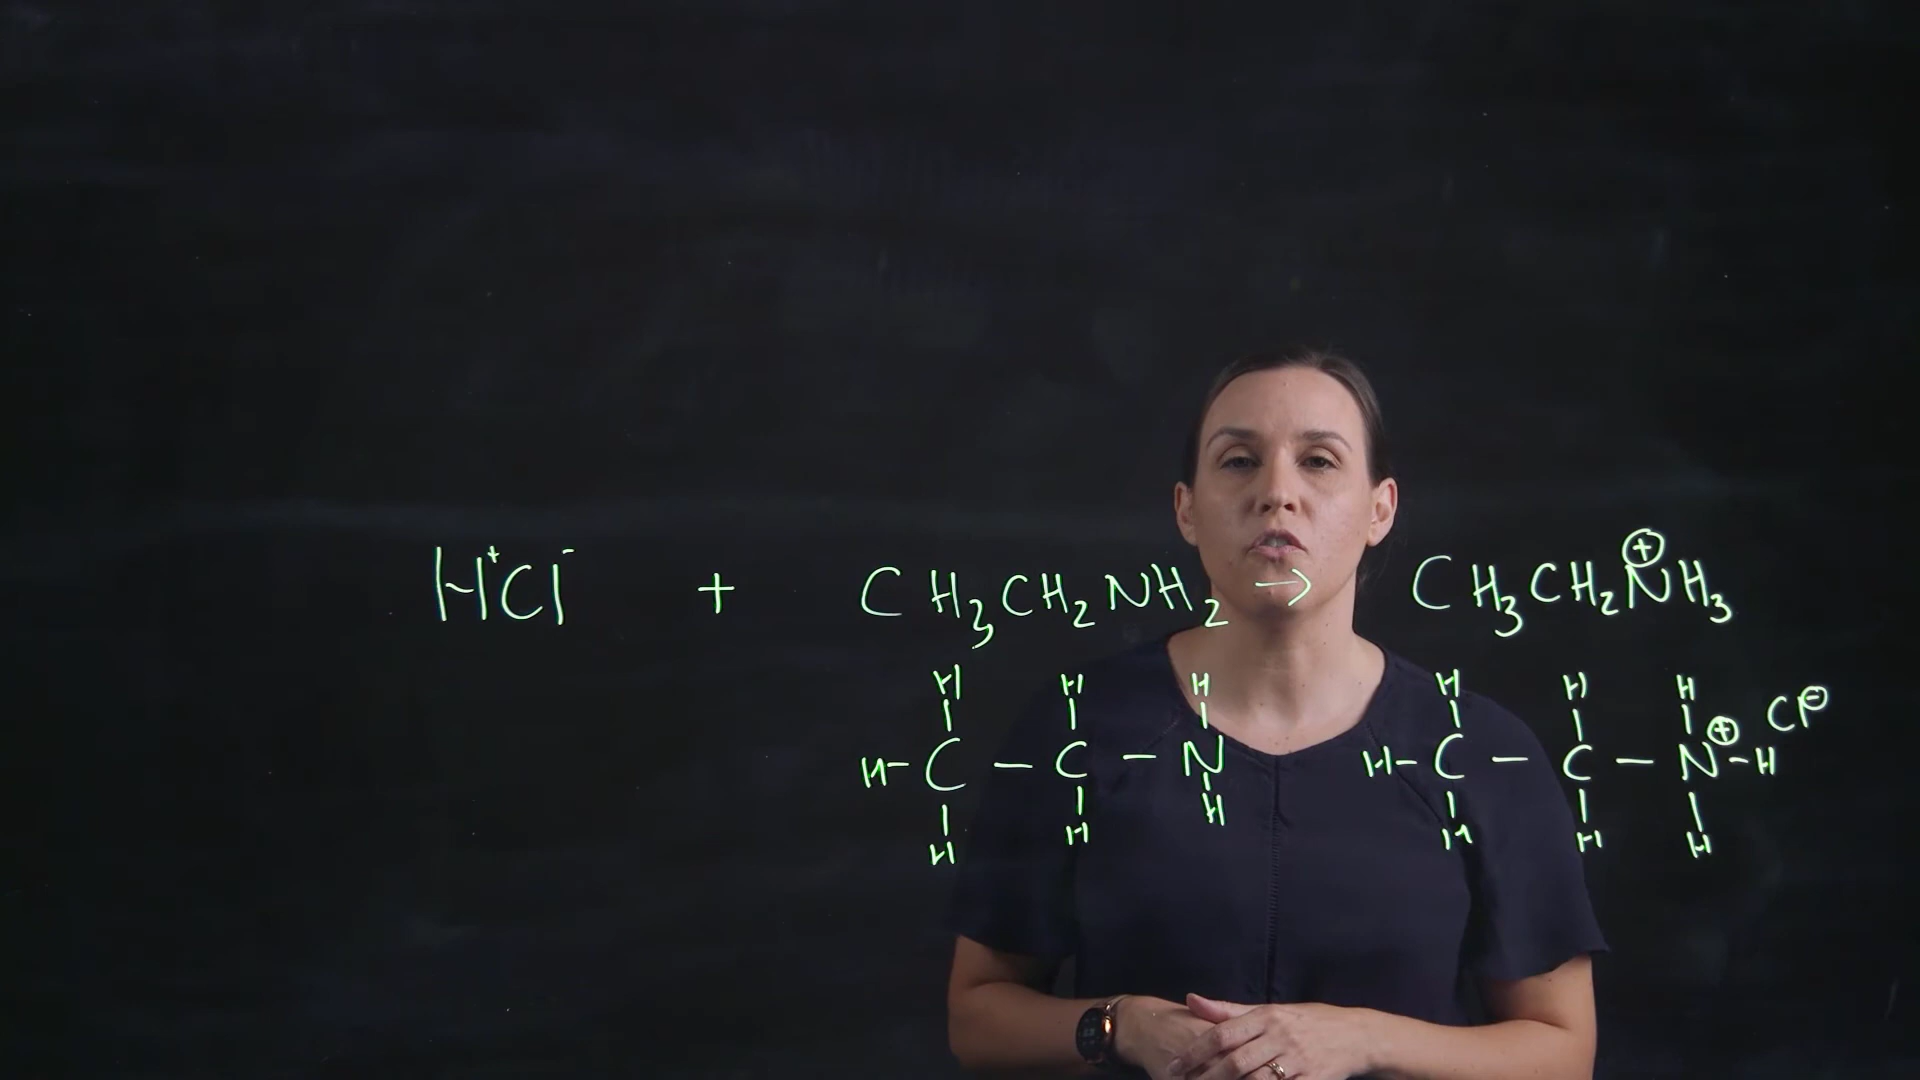 H⁺Cl⁻ + CH₃CH₂NH₂ → CH₃CH₂N⊕H₃
H H H H H H Cl⊖
H-C-C-N H-C-C-N⊕-H
H H H H H H